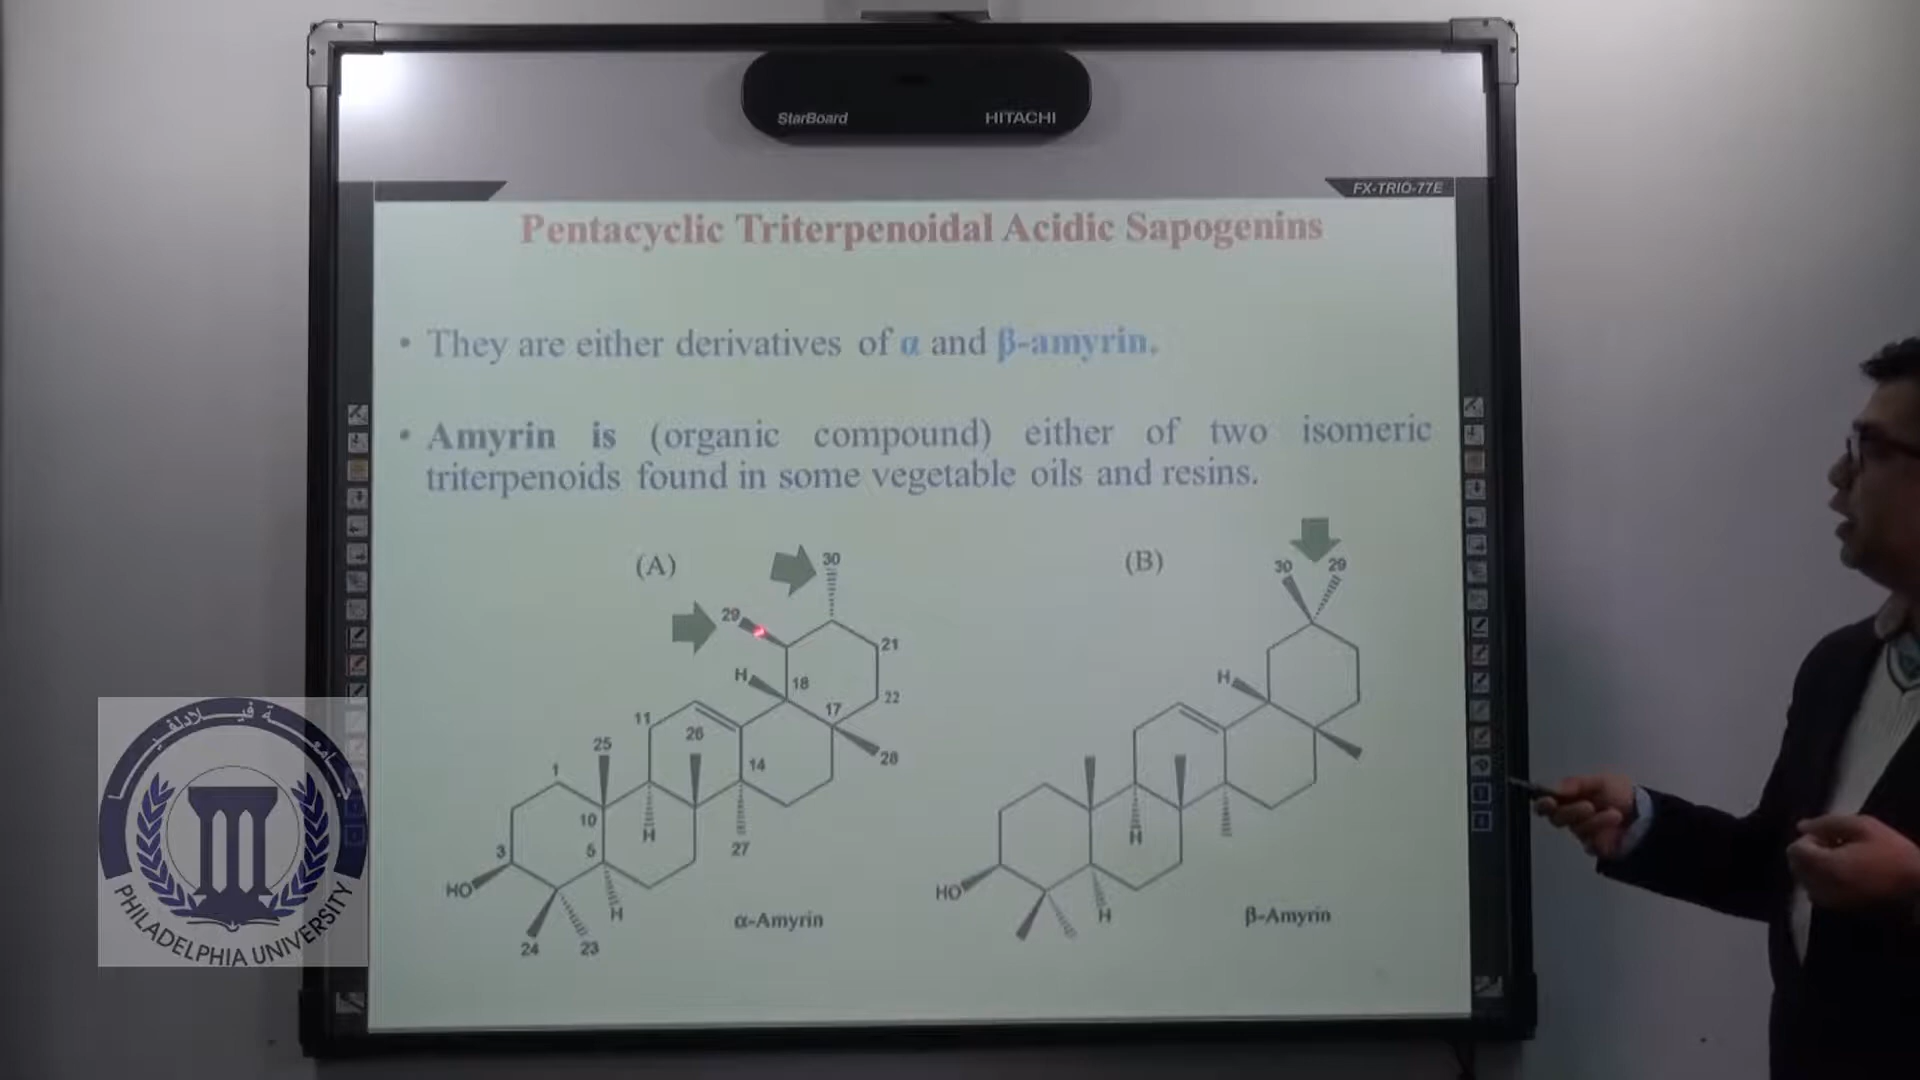 StarBoard HITACHI
FX-TRIO-77E
Pentacyclic Triterpenoidal Acidic Sapogenins
• They are either derivatives of α and β-amyrin.
• Amyrin is (organic compound) either of two isomeric
triterpenoids found in some vegetable oils and resins.
(A)
30
29
21
H
18
22
17
11
26
28
25
14
1
10
H
27
3
5
HO
H
24
23
α-Amyrin
(B)
30
29
H
H
HO
H
β-Amyrin
جامعة فيلادلفيا
PHILADELPHIA UNIVERSITY